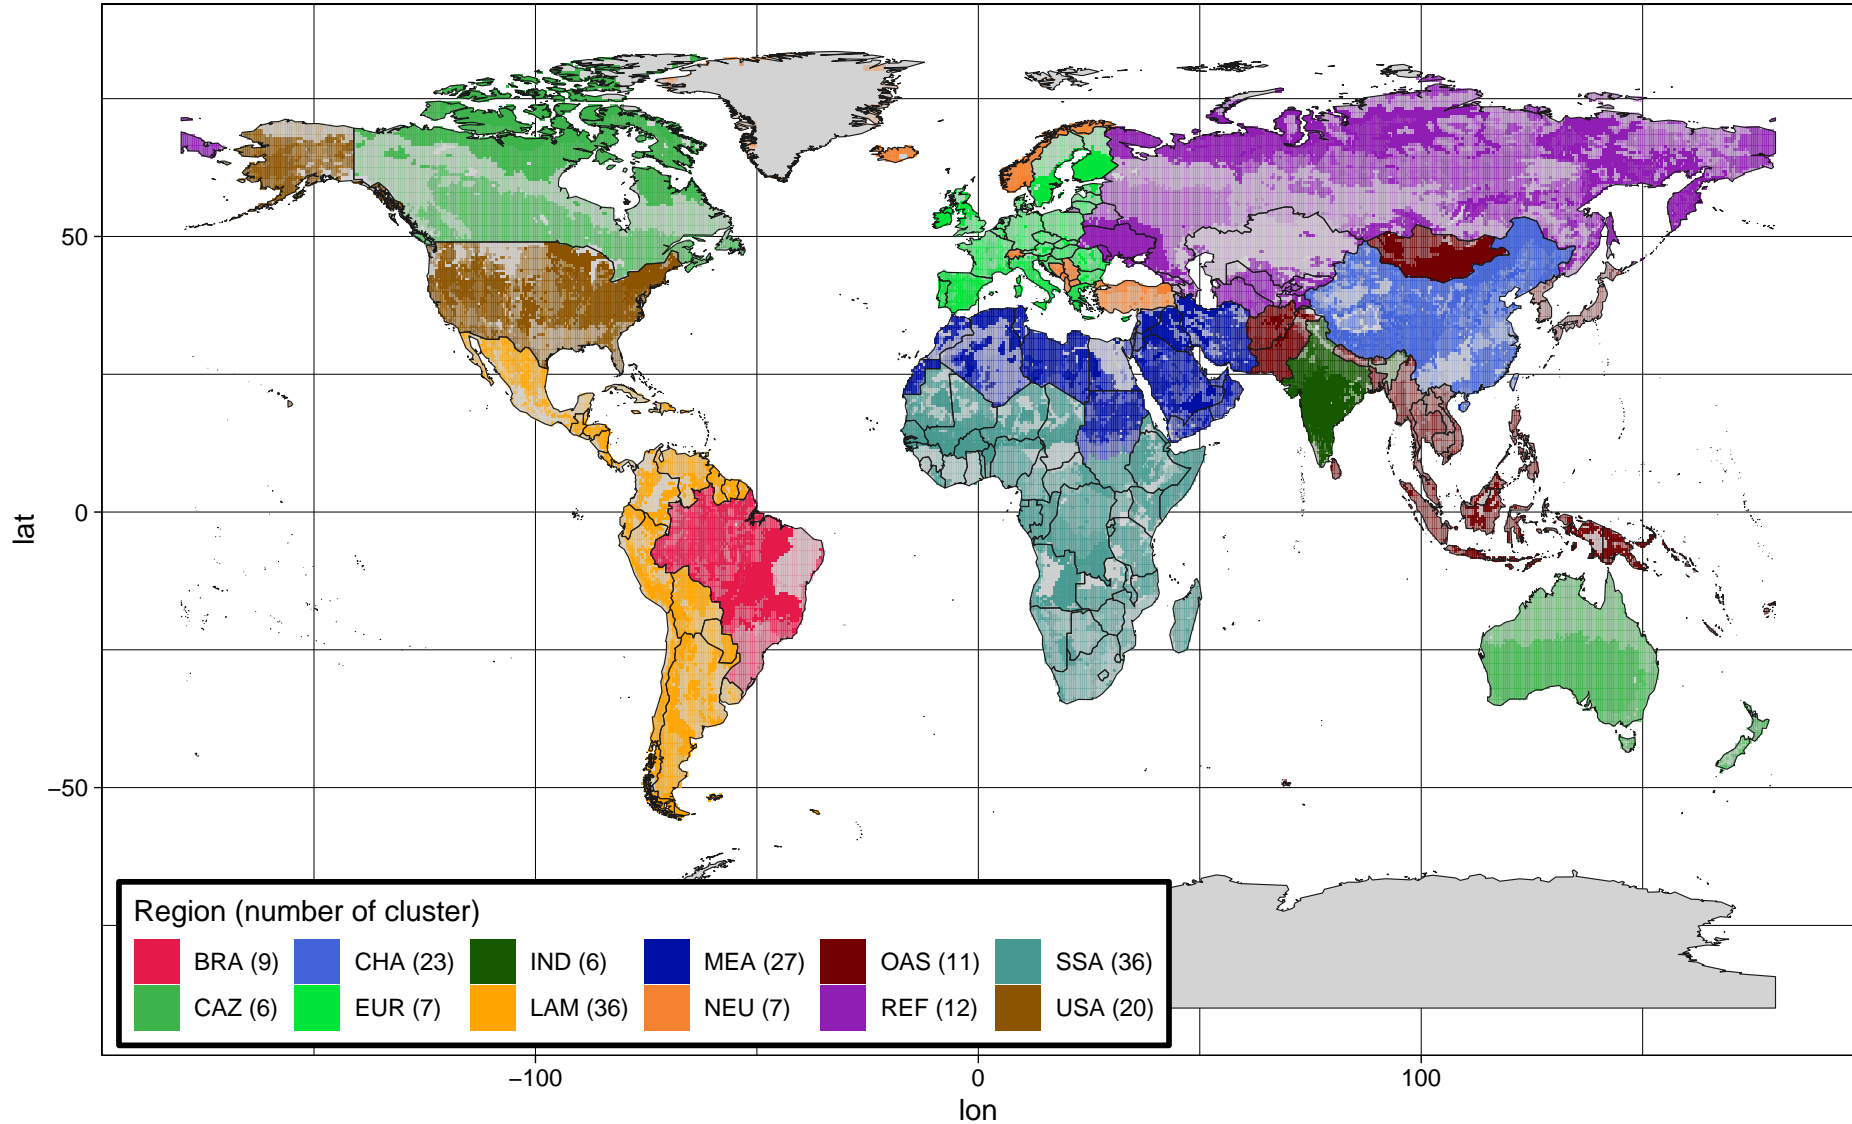 50
0
−50
lat
−100
0
100
lon
Region (number of cluster)
BRA (9) CHA (23) IND (6) MEA (27) OAS (11) SSA (36)
CAZ (6) EUR (7) LAM (36) NEU (7) REF (12) USA (20)